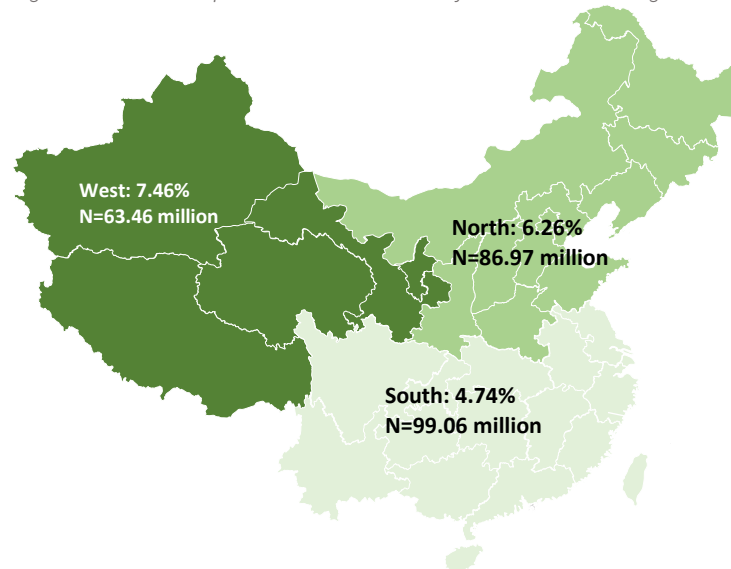 West: 7.46%
N=63.46 million
North: 6.26%
N=86.97 million
South: 4.74%
N=99.06 million